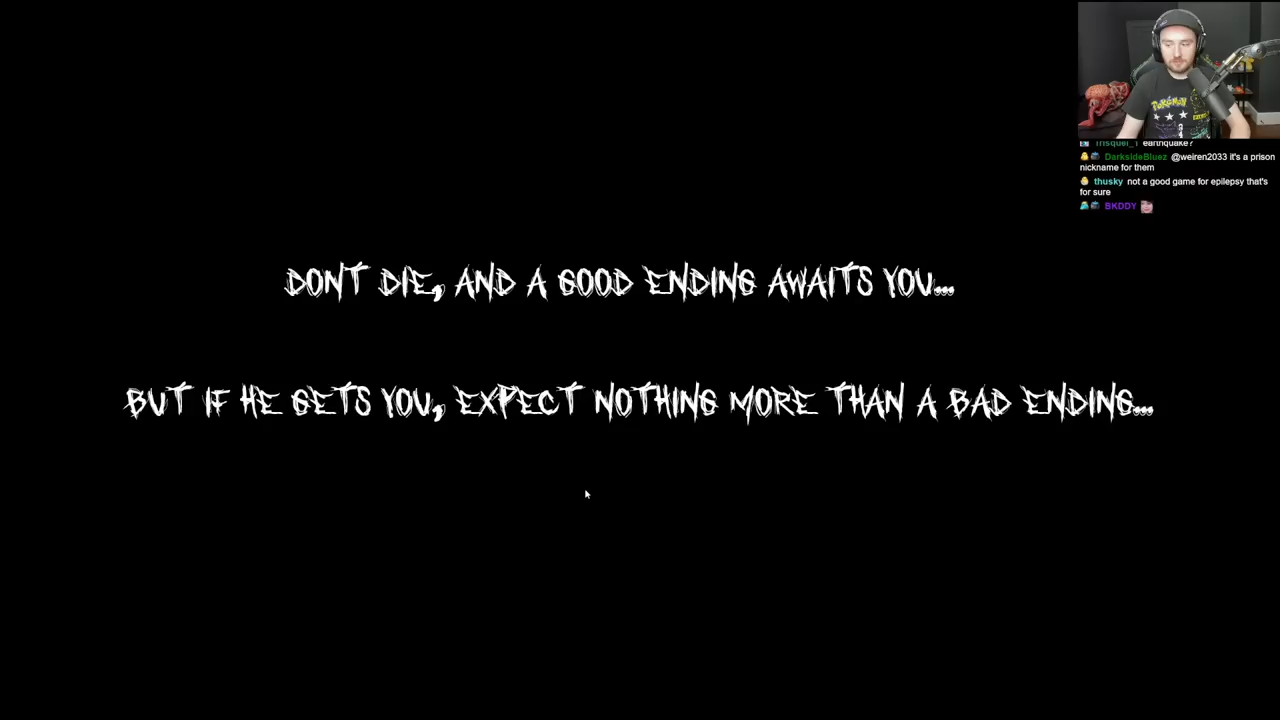 earthquake?
DarksideBluez @weiren2033 it's a prison
nickname for them
thusky not a good game for epilepsy that's
for sure
BKDDY
POKÉMON
DONT DIE, AND A GOOD ENDING AWAITS YOU...
BUT IF HE GETS YOU, EXPECT NOTHING MORE THAN A BAD ENDING...